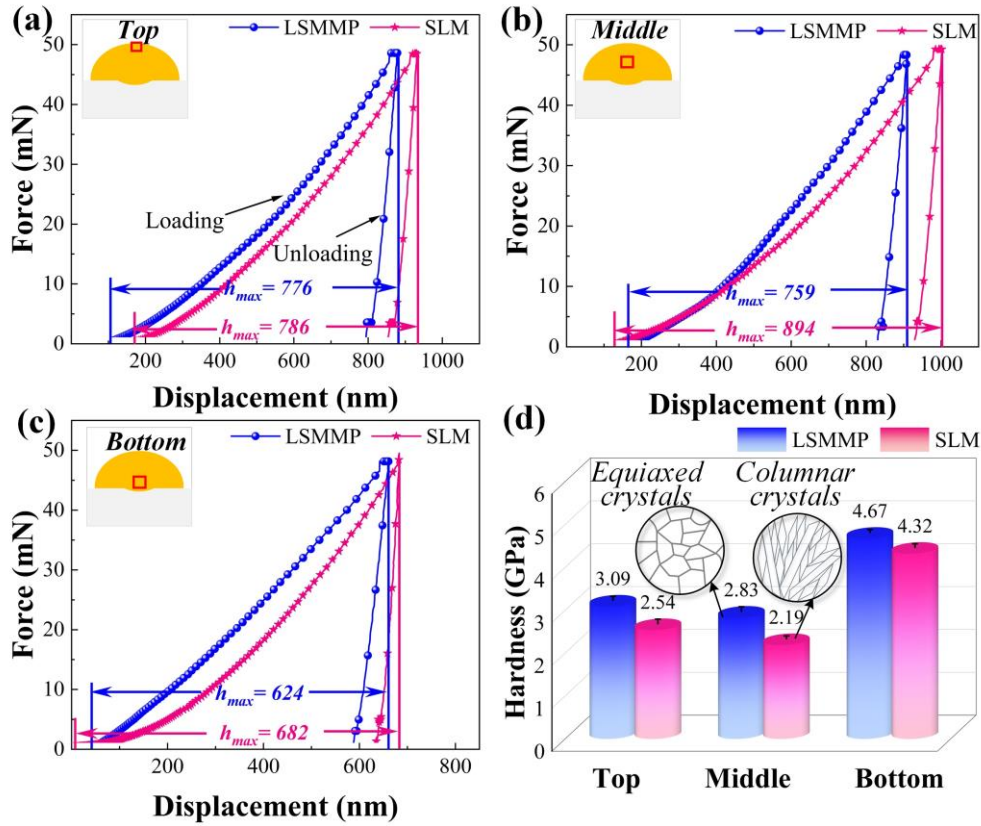 (a)
Top
LSMMP
SLM
50
40
30
20
10
0
Force (mN)
Loading
Unloading
hmax= 776
hmax= 786
200
400
600
800
1000
Displacement (nm)
(b)
Middle
LSMMP
SLM
50
40
30
20
10
0
Force (mN)
hmax= 759
hmax= 894
200
400
600
800
1000
Displacement (nm)
(c)
Bottom
LSMMP
SLM
50
40
30
20
10
0
Force (mN)
hmax= 624
hmax= 682
200
400
600
800
Displacement (nm)
(d)
LSMMP
SLM
Equiaxed
crystals
Columnar
crystals
6
5
4
3
2
1
0
Hardness (GPa)
3.09
2.54
2.83
2.19
4.67
4.32
Top
Middle
Bottom